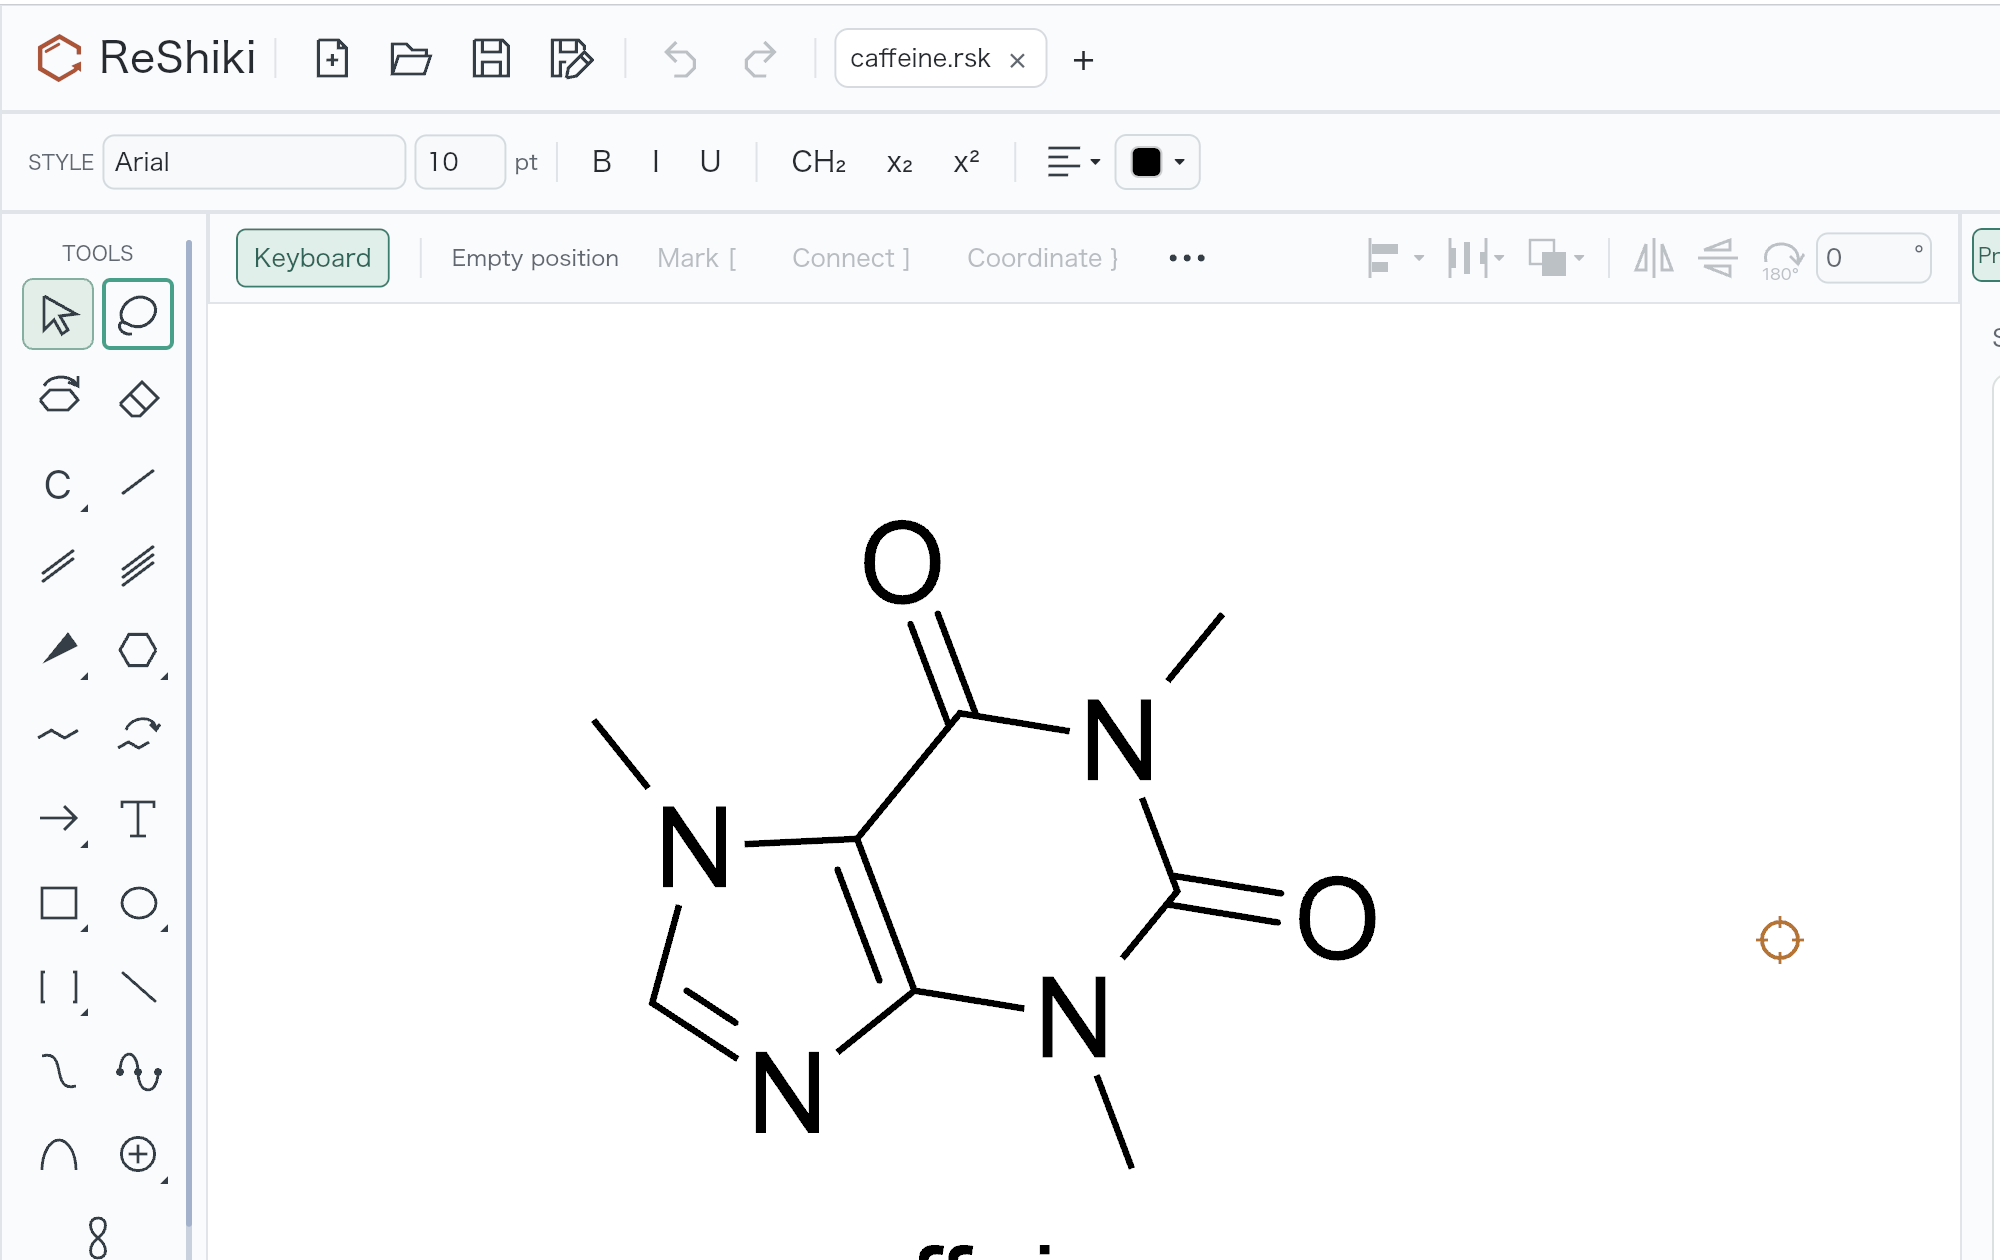 ReShiki
caffeine.rsk × +
STYLE Arial 10 pt B I U CH₂ x₂ x²
TOOLS
Keyboard Empty position Mark [ Connect ] Coordinate } ••• 180° 0 °
C
T
[ ]
O
N
N
O
N
N